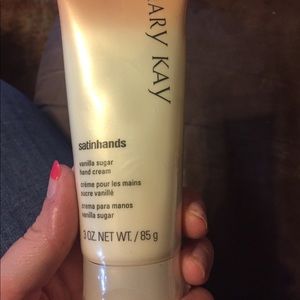 MARY KAY
satinhands
vanilla sugar
hand cream
crème pour les mains
sucre vanillé
crema para manos
vanilla sugar
3 OZ. NET WT. / 85 g